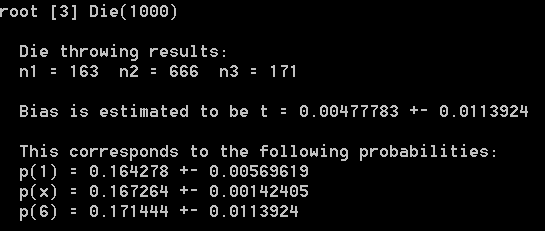 root [3] Die(1000)
Die throwing results:
n1 = 163  n2 = 666  n3 = 171
Bias is estimated to be t = 0.00477783 +- 0.0113924
This corresponds to the following probabilities:
p(1) = 0.164278 +- 0.00569619
p(x) = 0.167264 +- 0.00142405
p(6) = 0.171444 +- 0.0113924